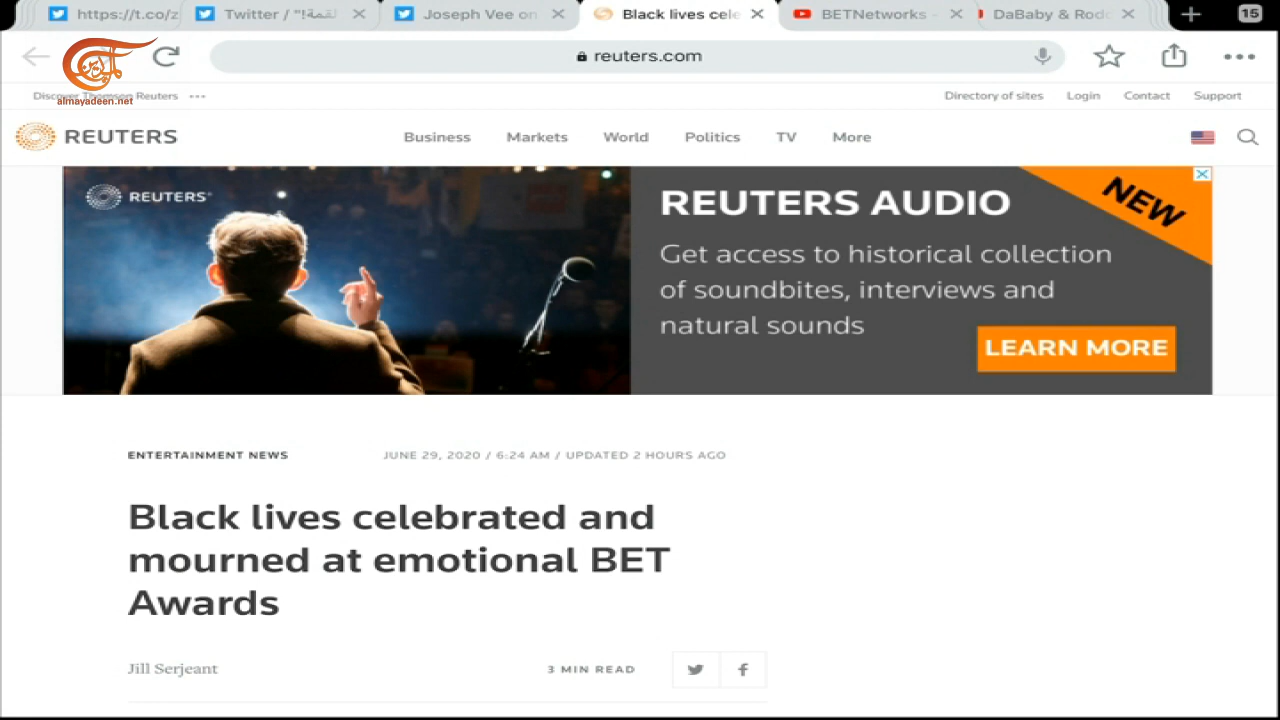 https://t.co/z
Twitter / "!لقمة
Joseph Vee on
Black lives cele
BETNetworks -
DaBaby & Rod
15
reuters.com
الميادين
almayadeen.net
Discover Thomson Reuters
Directory of sites
Login
Contact
Support
REUTERS
Business
Markets
World
Politics
TV
More
REUTERS
REUTERS AUDIO
NEW
Get access to historical collection
of soundbites, interviews and
natural sounds
LEARN MORE
ENTERTAINMENT NEWS
JUNE 29, 2020 / 6:24 AM / UPDATED 2 HOURS AGO
Black lives celebrated and
mourned at emotional BET
Awards
Jill Serjeant
3 MIN READ